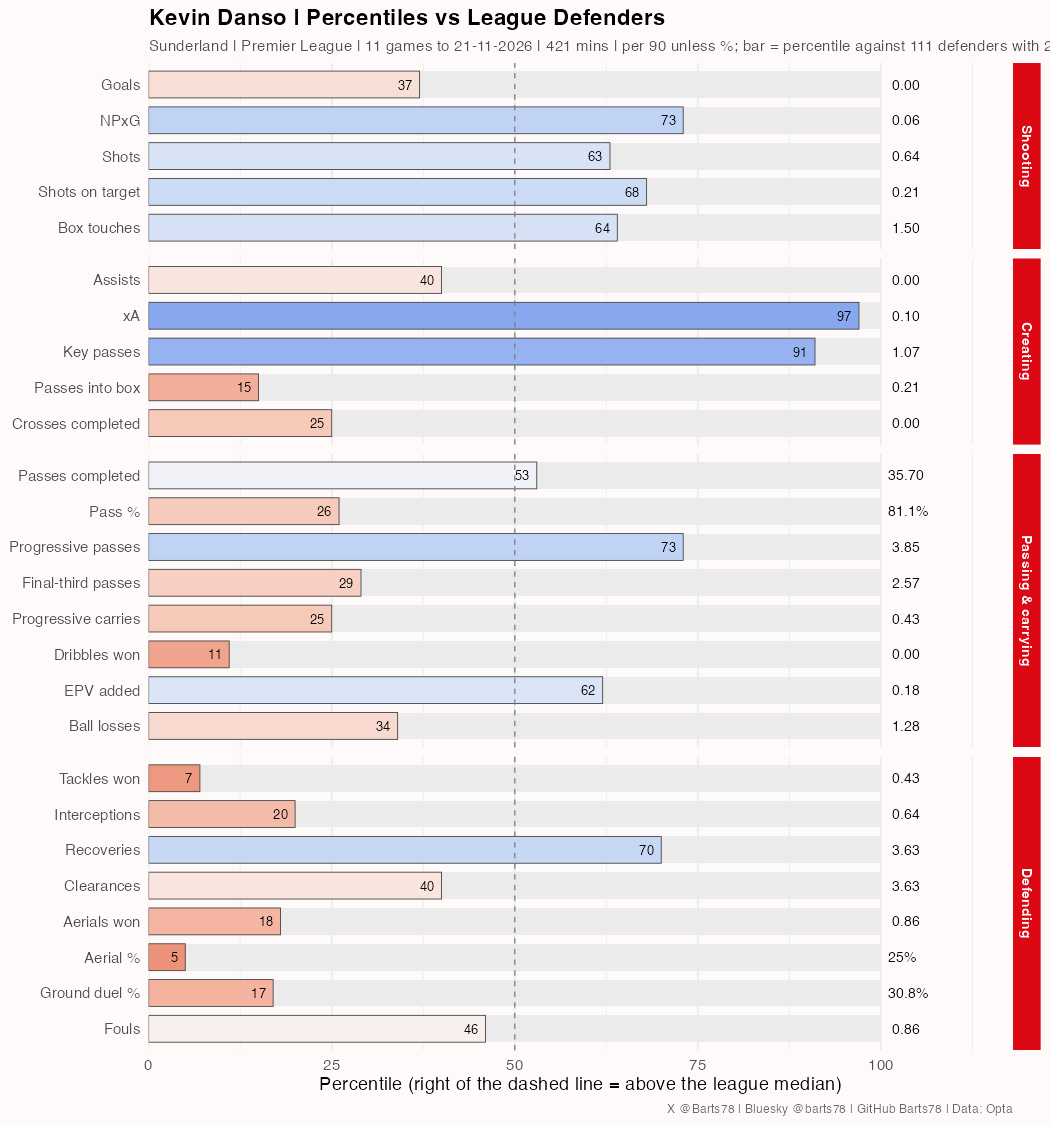 Kevin Danso | Percentiles vs League Defenders
Sunderland | Premier League | 11 games to 21-11-2026 | 421 mins | per 90 unless %; bar = percentile against 111 defenders with 2
Goals 37 0.00
NPxG 73 0.06
Shots 63 0.64
Shots on target 68 0.21
Box touches 64 1.50
Shooting
Assists 40 0.00
xA 97 0.10
Key passes 91 1.07
Passes into box 15 0.21
Crosses completed 25 0.00
Creating
Passes completed 53 35.70
Pass % 26 81.1%
Progressive passes 73 3.85
Final-third passes 29 2.57
Progressive carries 25 0.43
Dribbles won 11 0.00
EPV added 62 0.18
Ball losses 34 1.28
Passing & carrying
Tackles won 7 0.43
Interceptions 20 0.64
Recoveries 70 3.63
Clearances 40 3.63
Aerials won 18 0.86
Aerial % 5 25%
Ground duel % 17 30.8%
Fouls 46 0.86
Defending
0 25 50 75 100
Percentile (right of the dashed line = above the league median)
X @Barts78 | Bluesky @barts78 | GitHub Barts78 | Data: Opta